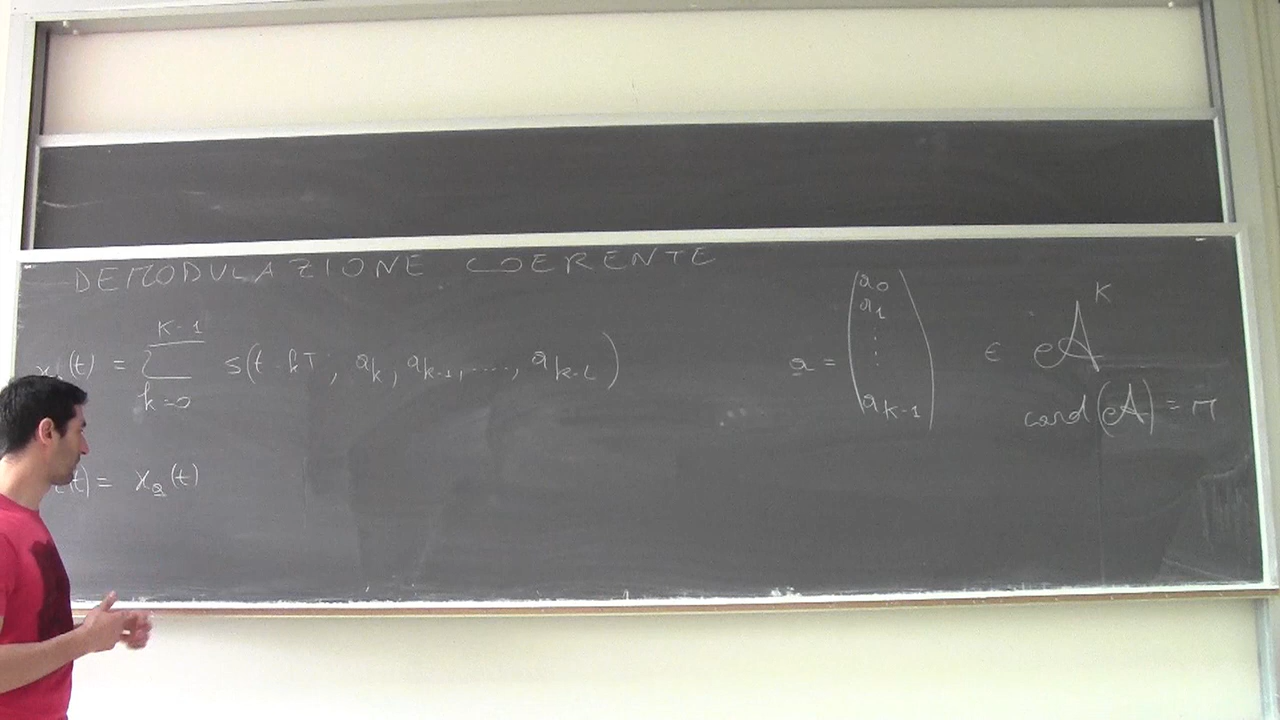 DEMODULAZIONE COERENTE
(t) = K-1 ∑ k=0 s(t-kT, a_k, a_{k-1}, ...., a_{k-L})
(t) = x_a(t)
a = ( a_0 a_1 ⋮ a_{K-1} ) ∈ 𝒜^K
card(𝒜) = M